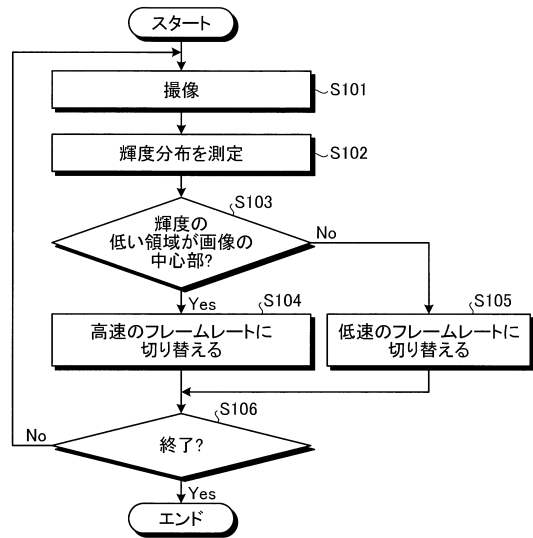 スタート
撮像
S101
輝度分布を測定
S102
S103
輝度の
低い領域が画像の
中心部?
No
Yes
S104
高速のフレームレートに
切り替える
S105
低速のフレームレートに
切り替える
S106
終了?
No
Yes
エンド